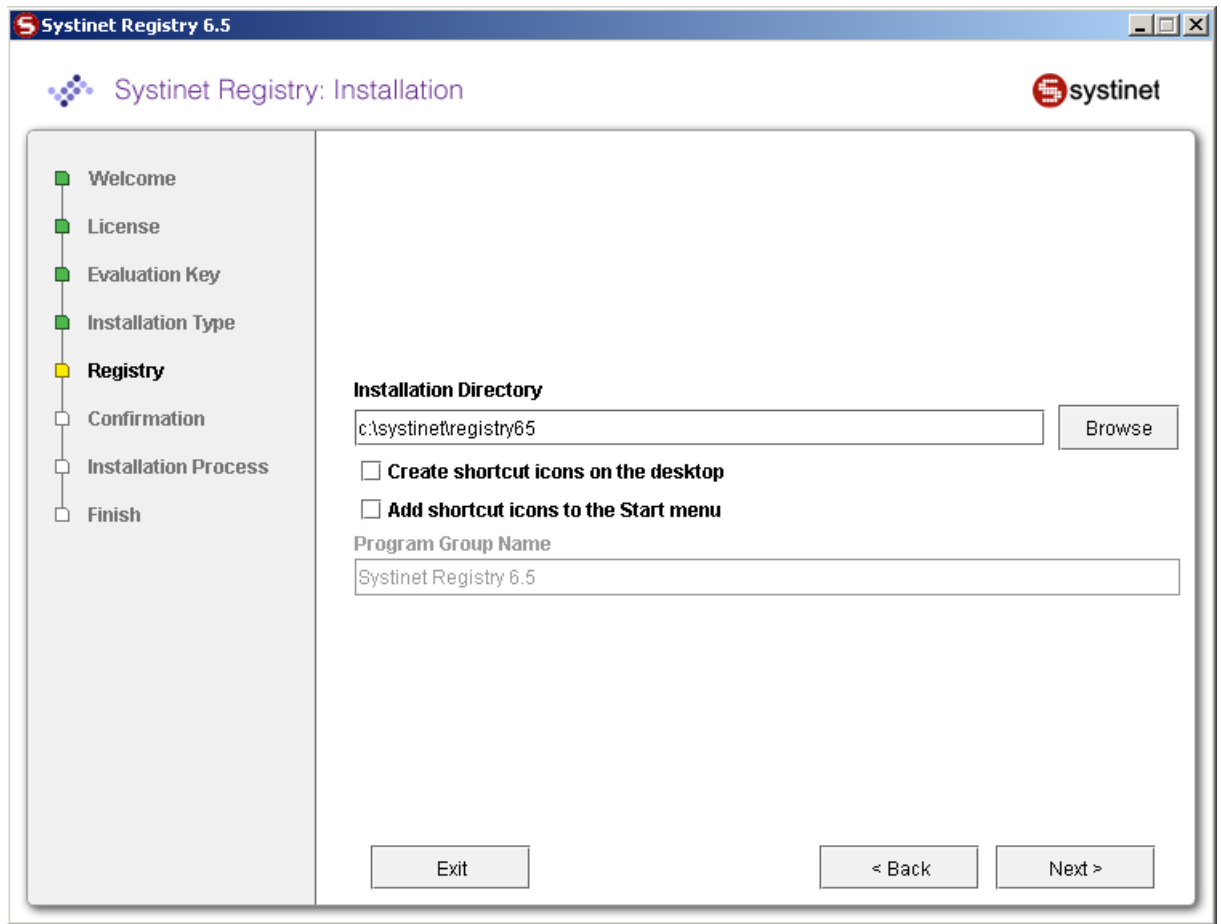 Systinet Registry 6.5
Systinet Registry: Installation
systinet
Welcome
License
Evaluation Key
Installation Type
Registry
Confirmation
Installation Process
Finish
Installation Directory
c:\systinet\registry65
Browse
Create shortcut icons on the desktop
Add shortcut icons to the Start menu
Program Group Name
Systinet Registry 6.5
Exit
< Back
Next >